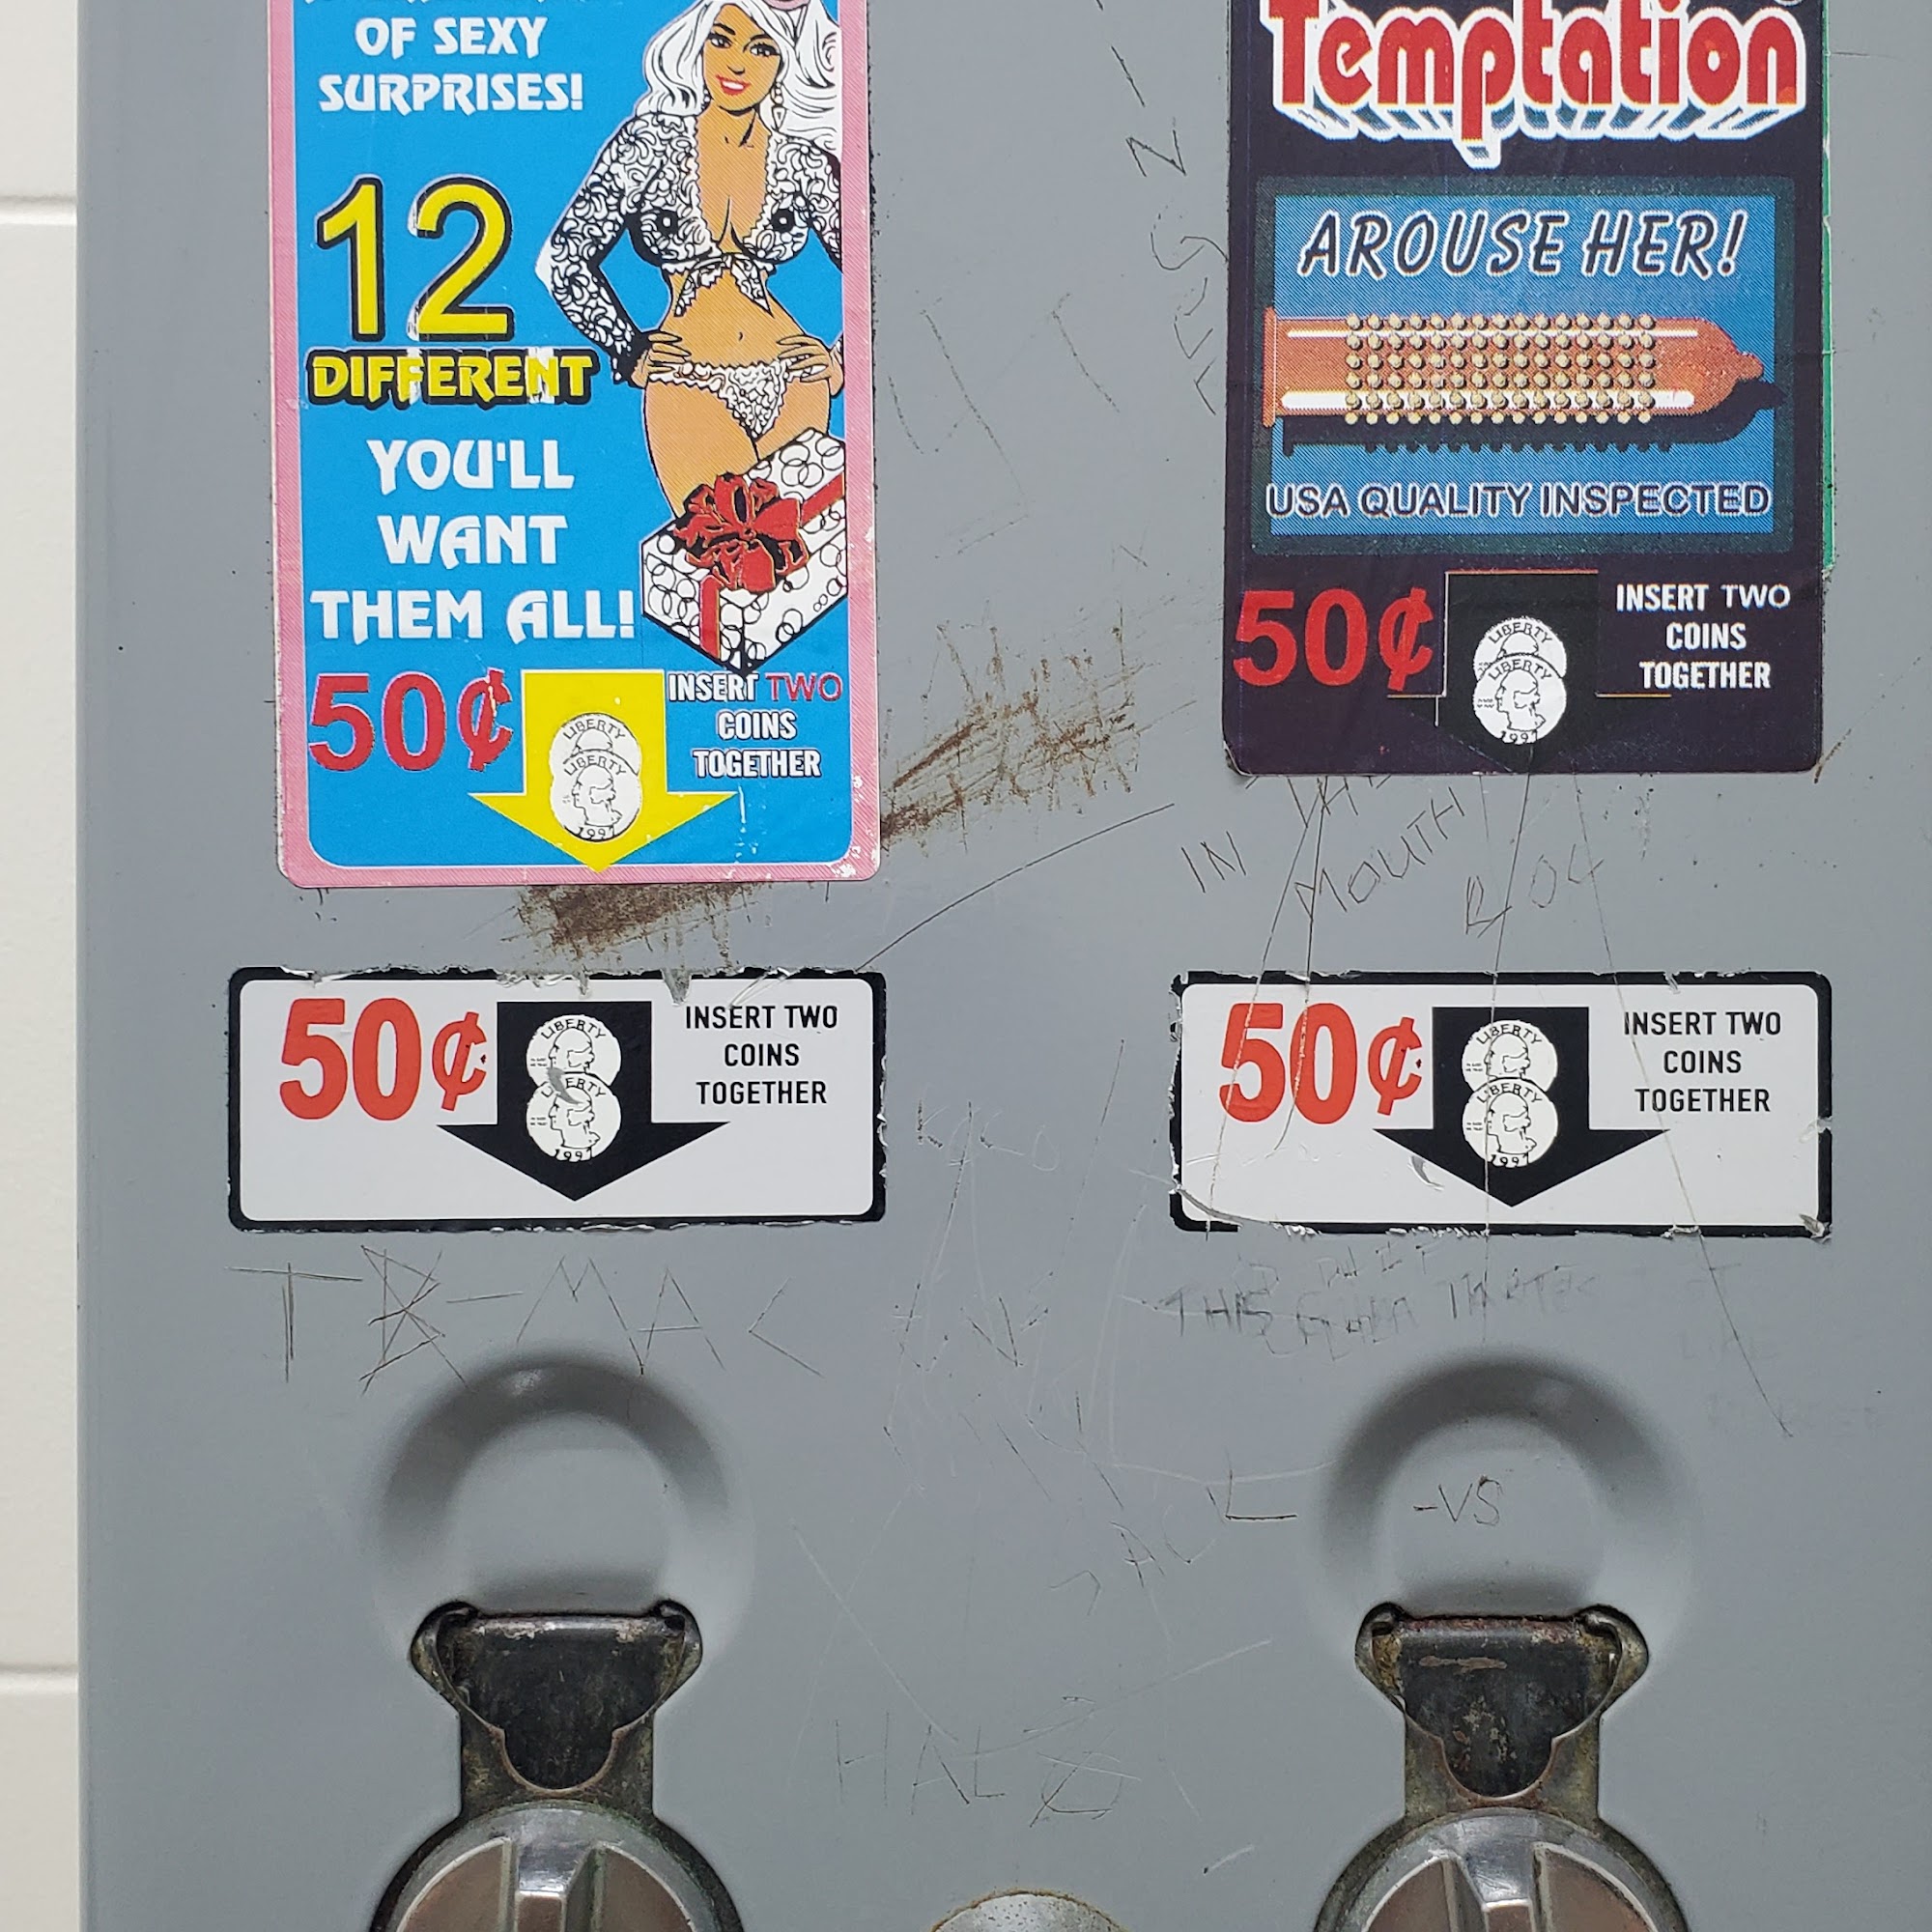 OF SEXY
SURPRISES!
12
DIFFERENT
YOU'LL
WANT
THEM ALL!
50¢
LIBERTY
LIBERTY
1997
INSERT TWO
COINS
TOGETHER
Temptation
AROUSE HER!
USA QUALITY INSPECTED
50¢
LIBERTY
LIBERTY
1997
INSERT TWO
COINS
TOGETHER
IN THE
MOUTH
50¢
LIBERTY
LIBERTY
1997
INSERT TWO
COINS
TOGETHER
50¢
LIBERTY
LIBERTY
1997
INSERT TWO
COINS
TOGETHER
TB-MAC
THIS
-VS
HALO